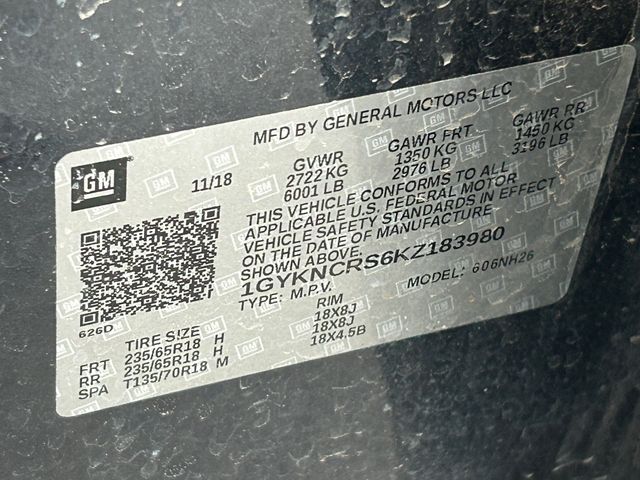 MFD BY GENERAL MOTORS LLC
GM
11/18
GVWR
2722 KG
6001 LB
GAWR FRT
1350 KG
2976 LB
GAWR RR
1450 KG
3196 LB
THIS VEHICLE CONFORMS TO ALL
APPLICABLE U.S. FEDERAL MOTOR
VEHICLE SAFETY STANDARDS IN EFFECT
ON THE DATE OF MANUFACTURE
SHOWN ABOVE.
1GYKNCRS6KZ183980
TYPE: M.P.V.
MODEL: 606NH26
626D
TIRE SIZE RIM
FRT 235/65R18 H 18X8J
RR 235/65R18 H 18X8J
SPA T135/70R18 M 18X4.5B